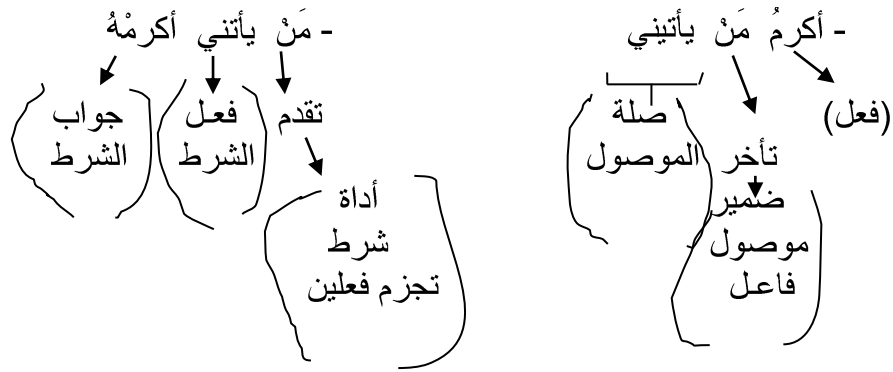 - أكرمُ مَنْ يأتيني
(فعل)
تأخر
ضمير
موصول
فاعل
صلة
الموصول
- مَنْ يأتني أكرمْهُ
تقدم
أداة
شرط
تجزم فعلين
فعل
الشرط
جواب
الشرط